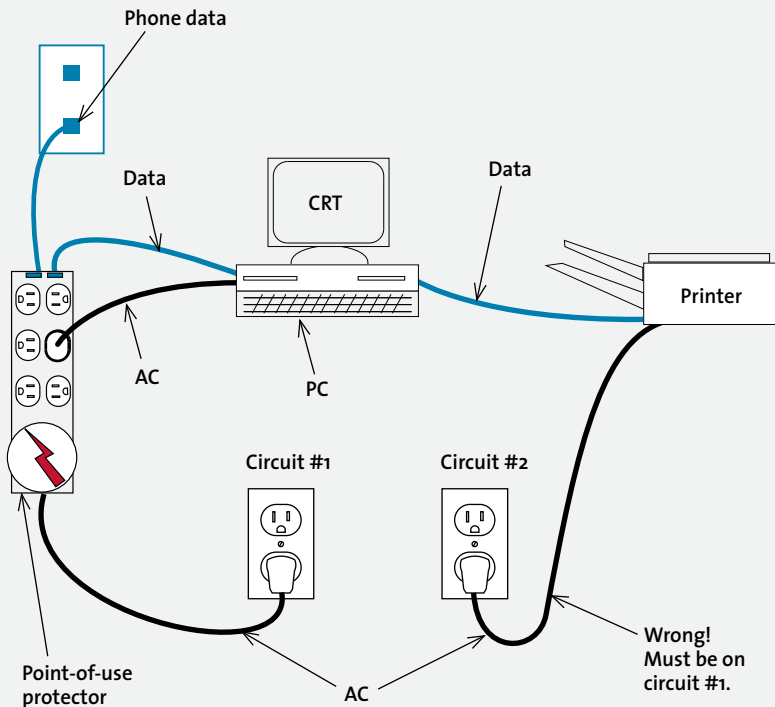 Phone data
Data
CRT
Data
Printer
AC
PC
Circuit #1
Circuit #2
Wrong!
Must be on
circuit #1.
Point-of-use
protector
AC